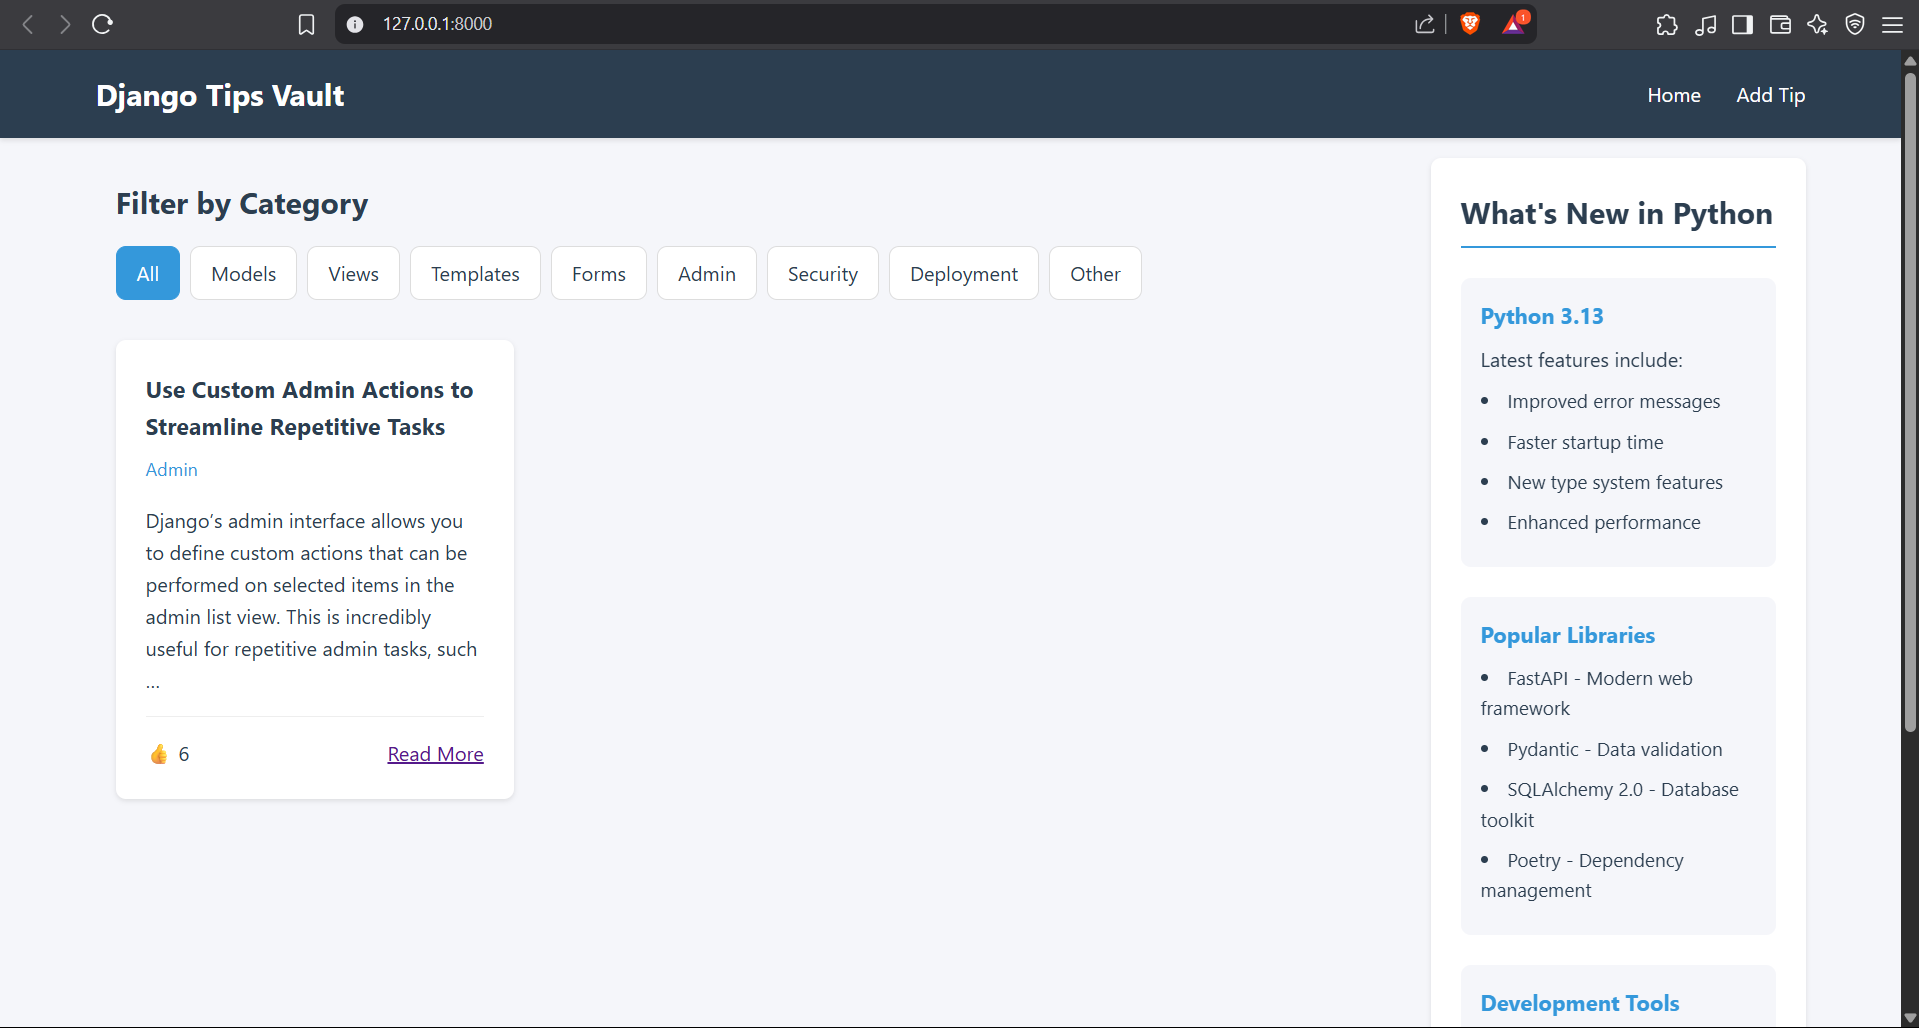 127.0.0.1:8000
1
Django Tips Vault
Home
Add Tip
Filter by Category
All
Models
Views
Templates
Forms
Admin
Security
Deployment
Other
Use Custom Admin Actions to
Streamline Repetitive Tasks
Admin
Django's admin interface allows you
to define custom actions that can be
performed on selected items in the
admin list view. This is incredibly
useful for repetitive admin tasks, such
...
👍 6
Read More
What's New in Python
Python 3.13
Latest features include:
• Improved error messages
• Faster startup time
• New type system features
• Enhanced performance
Popular Libraries
• FastAPI - Modern web
framework
• Pydantic - Data validation
• SQLAlchemy 2.0 - Database
toolkit
• Poetry - Dependency
management
Development Tools